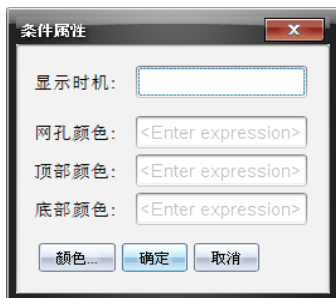 条件属性
显示时机:
网孔颜色: <Enter expression>
顶部颜色: <Enter expression>
底部颜色: <Enter expression>
颜色... 确定 取消